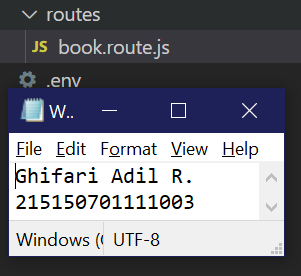 routes
JS book.route.js
.env
W..
File Edit Format View Help
Ghifari Adil R.
215150701111003
Windows (C UTF-8